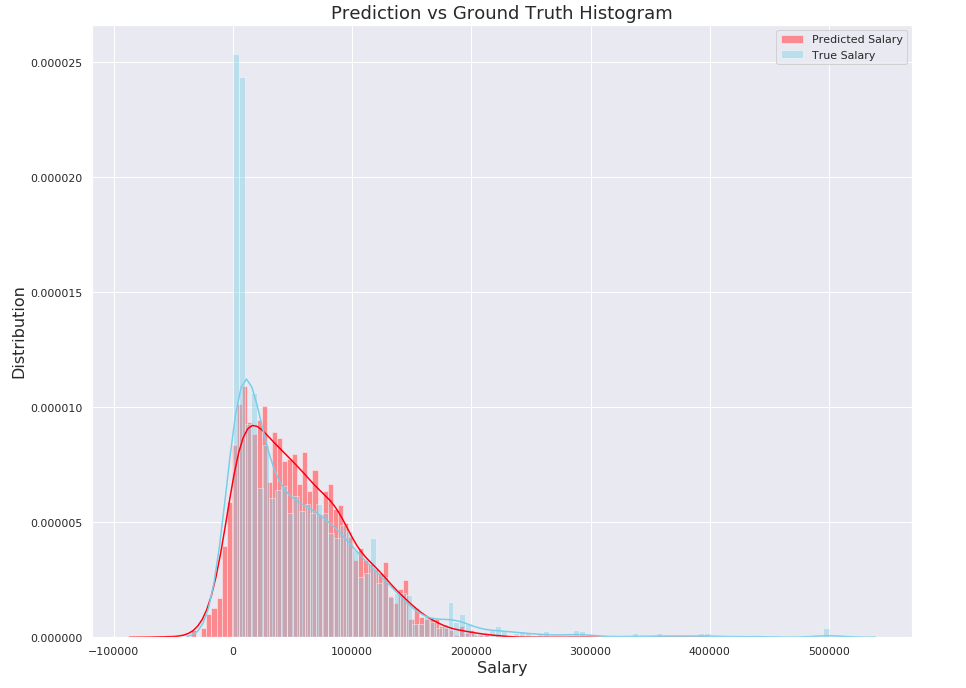 Prediction vs Ground Truth Histogram
Predicted Salary
True Salary
0.000025
0.000020
0.000015
0.000010
0.000005
0.000000
Distribution
−100000
0
100000
200000
300000
400000
500000
Salary